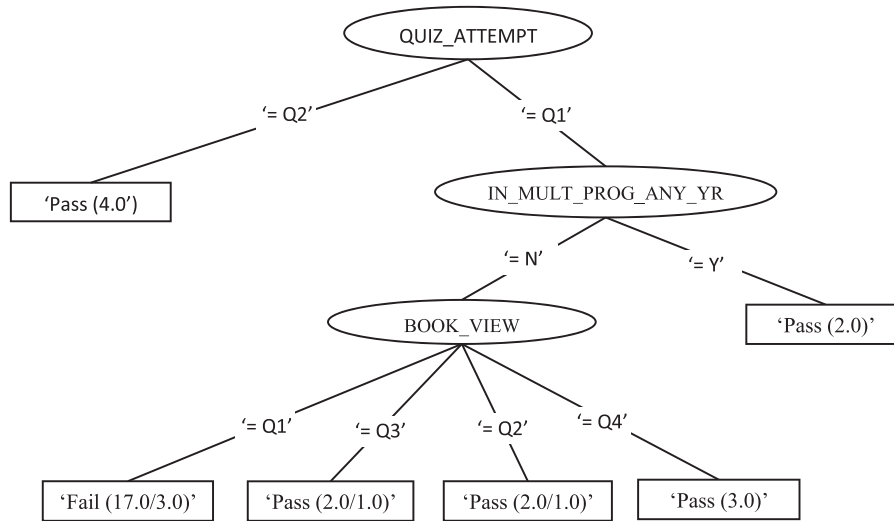 QUIZ_ATTEMPT
‘= Q2’
‘= Q1’
‘Pass (4.0’)
IN_MULT_PROG_ANY_YR
‘= N’
‘= Y’
BOOK_VIEW
‘Pass (2.0)’
‘= Q1’
‘= Q3’
‘= Q2’
‘= Q4’
‘Fail (17.0/3.0)’
‘Pass (2.0/1.0)’
‘Pass (2.0/1.0)’
‘Pass (3.0)’